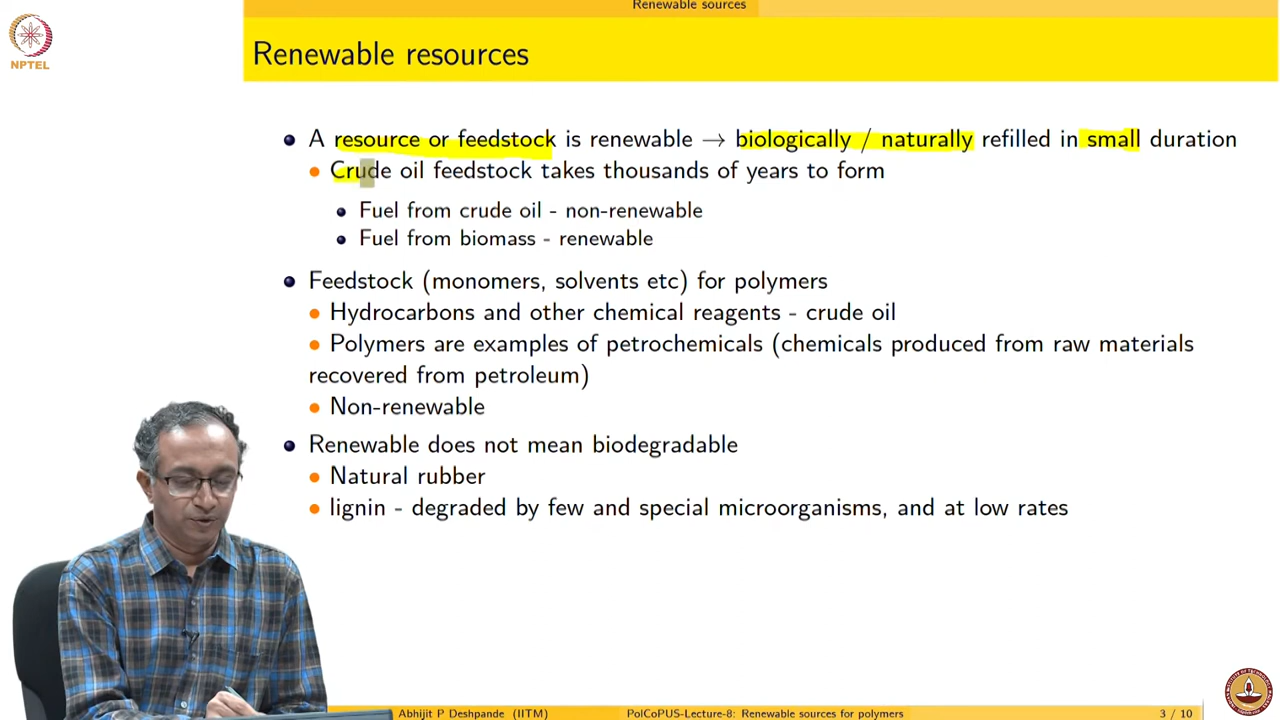 Renewable sources
NPTEL
Renewable resources
A resource or feedstock is renewable → biologically / naturally refilled in small duration
Crude oil feedstock takes thousands of years to form
Fuel from crude oil - non-renewable
Fuel from biomass - renewable
Feedstock (monomers, solvents etc) for polymers
Hydrocarbons and other chemical reagents - crude oil
Polymers are examples of petrochemicals (chemicals produced from raw materials
recovered from petroleum)
Non-renewable
Renewable does not mean biodegradable
Natural rubber
lignin - degraded by few and special microorganisms, and at low rates
Abhijit P Deshpande (IITM)
PolCoPUS-Lecture-8: Renewable sources for polymers
3 / 10